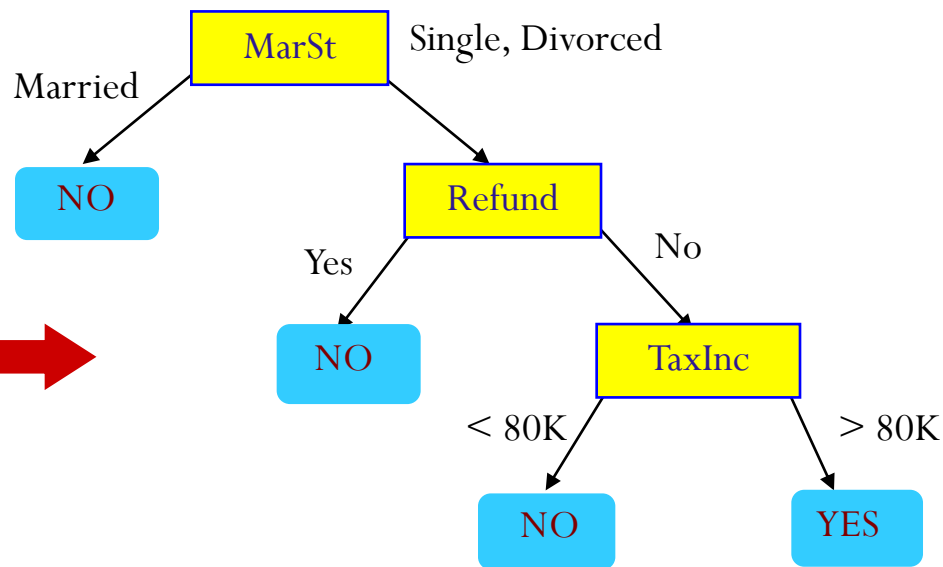 MarSt
Single, Divorced
Married
NO
Refund
Yes
No
NO
TaxInc
< 80K
> 80K
NO
YES